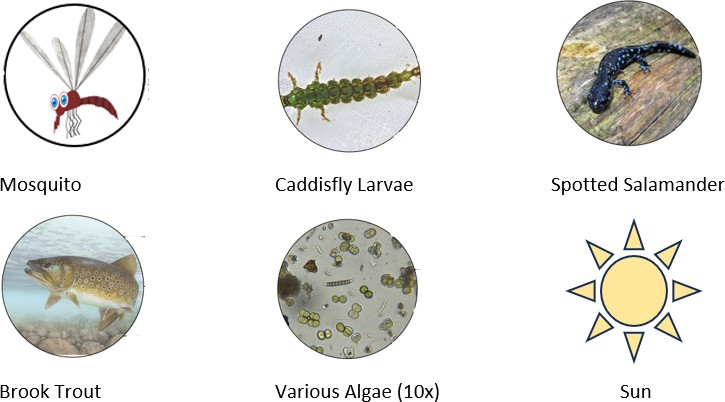 Mosquito
Caddisfly Larvae
Spotted Salamander
Brook Trout
Various Algae (10x)
Sun